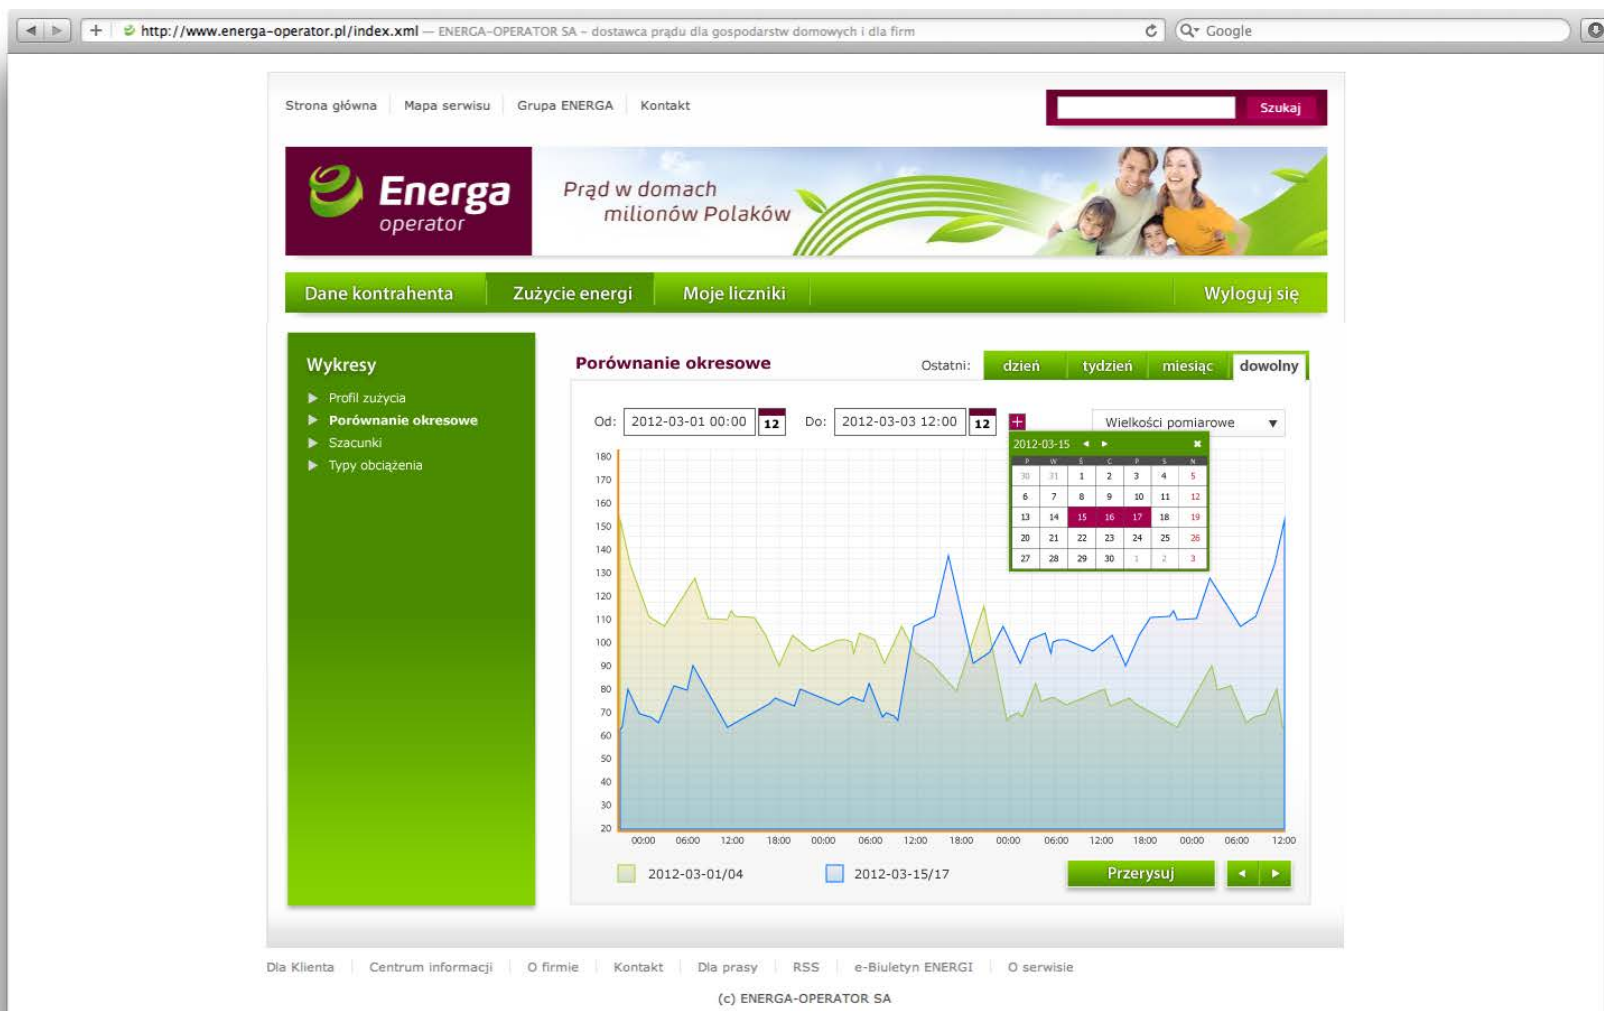 http://www.energa-operator.pl/index.xml — ENERGA-OPERATOR SA – dostawca prądu dla gospodarstw domowych i dla firm
Google
Strona główna Mapa serwisu Grupa ENERGA Kontakt
Szukaj
Energa
operator
Prąd w domach
milionów Polaków
Dane kontrahenta Zużycie energi Moje liczniki Wyloguj się
Wykresy
Profil zużycia
Porównanie okresowe
Szacunki
Typy obciążenia
Porównanie okresowe
Ostatni: dzień tydzień miesiąc dowolny
Od: 2012-03-01 00:00 12 Do: 2012-03-03 12:00 12 + Wielkości pomiarowe
2012-03-15
P W Ś C P S N
30 31 1 2 3 4 5
6 7 8 9 10 11 12
13 14 15 16 17 18 19
20 21 22 23 24 25 26
27 28 29 30 1 2 3
180
170
160
150
140
130
120
110
100
90
80
70
60
50
40
30
20
00:00 06:00 12:00 18:00 00:00 06:00 12:00 18:00 00:00 06:00 12:00 18:00 00:00 06:00 12:00
2012-03-01/04 2012-03-15/17
Przerysuj
Dla Klienta Centrum informacji O firmie Kontakt Dla prasy RSS e-Biuletyn ENERGI O serwisie
(c) ENERGA-OPERATOR SA